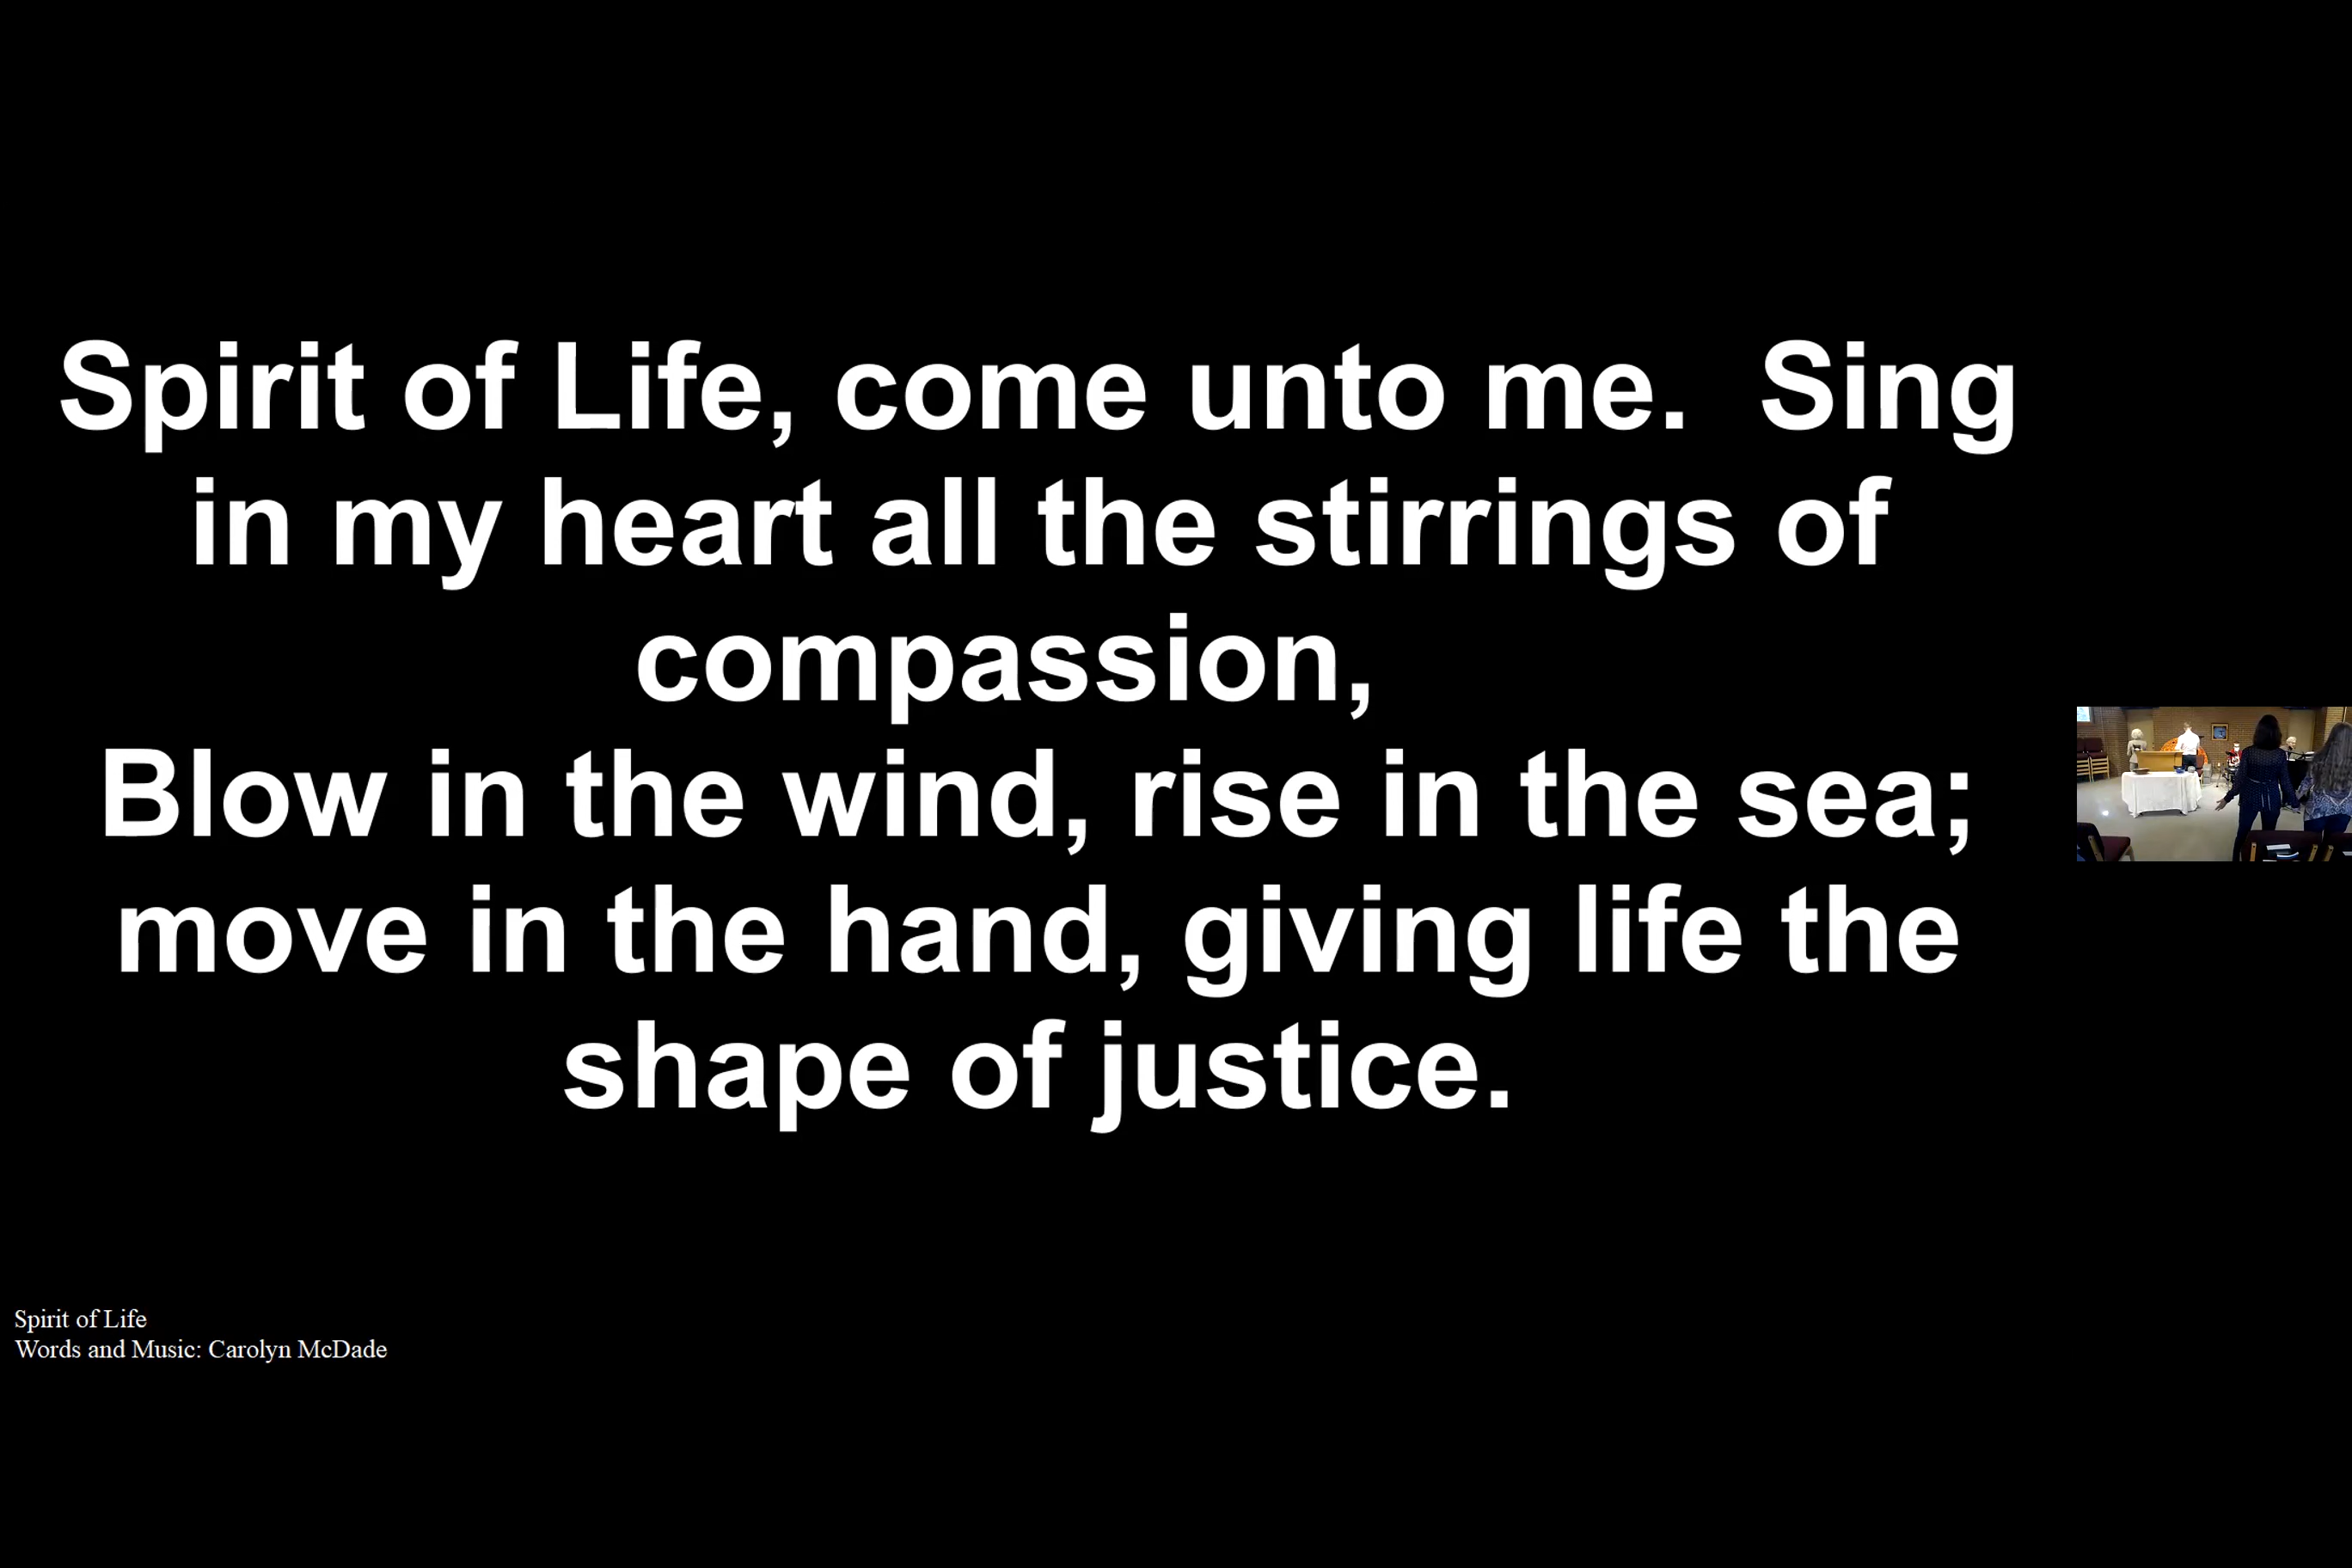 Spirit of Life, come unto me.  Sing
in my heart all the stirrings of
compassion,
Blow in the wind, rise in the sea;
move in the hand, giving life the
shape of justice.
Spirit of Life
Words and Music: Carolyn McDade